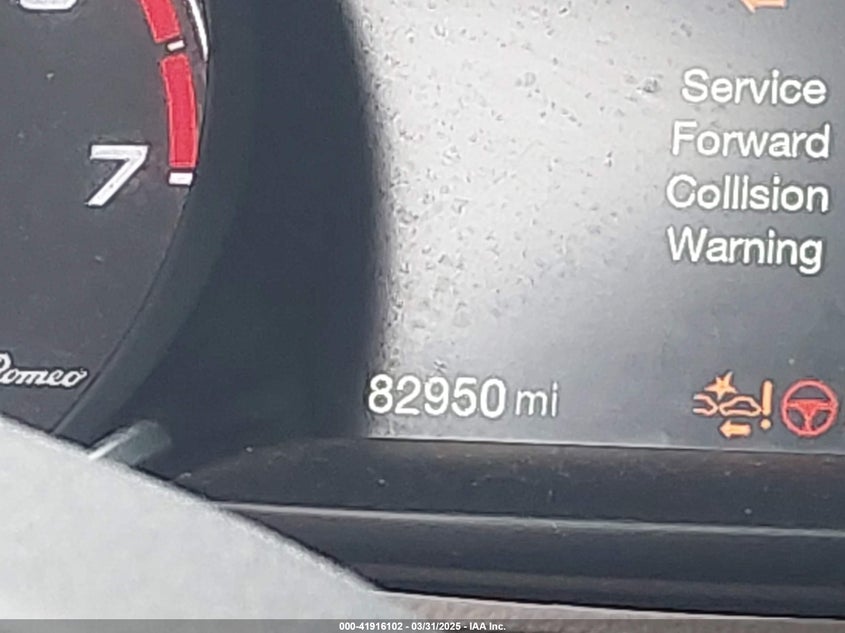 7
Service
Forward
Collision
Warning
Romeo
82950 mi
000-41916102 - 03/31/2025 - IAA Inc.